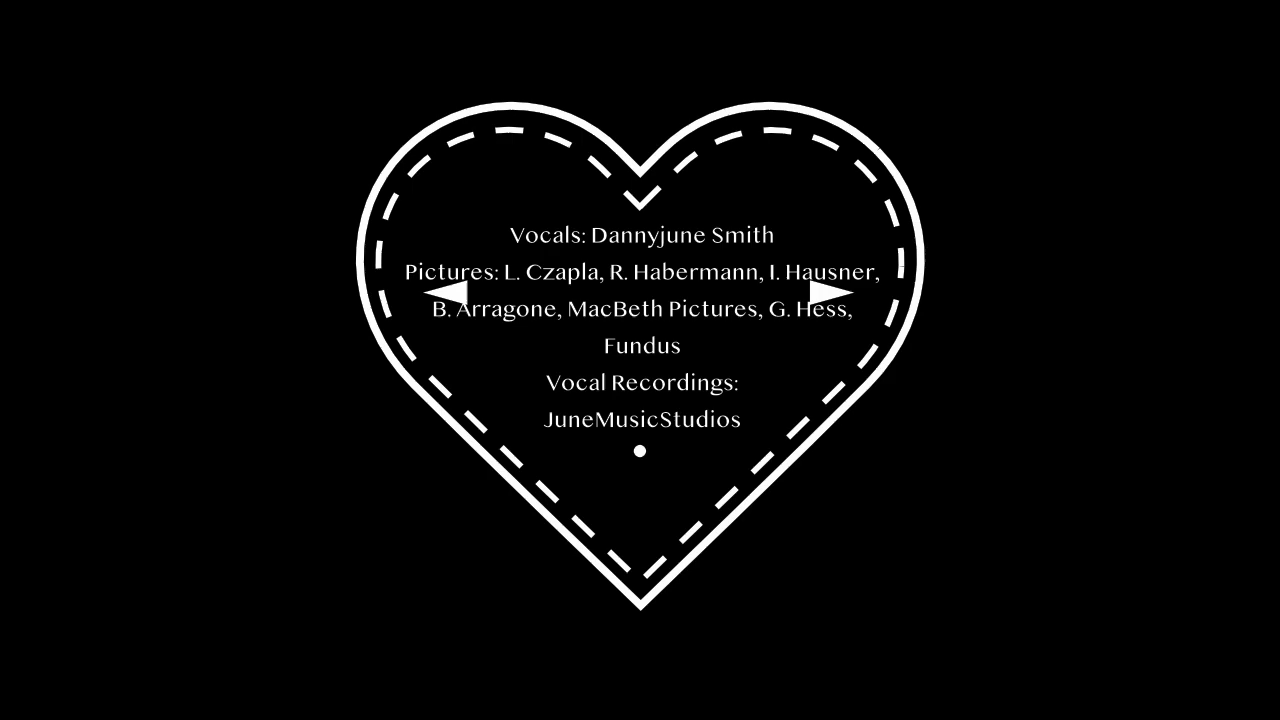 Vocals: Dannyjune Smith
Pictures: L. Czapla, R. Habermann, I. Hausner,
B. Arragone, MacBeth Pictures, G. Hess,
Fundus
Vocal Recordings:
JuneMusicStudios